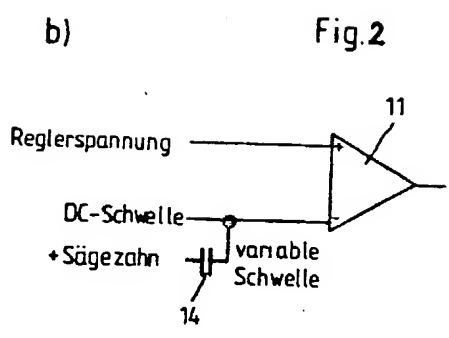 b)
Fig.2
11
Reglerspannung
+
DC-Schwelle
-
+Sägezahn
variable
Schwelle
14